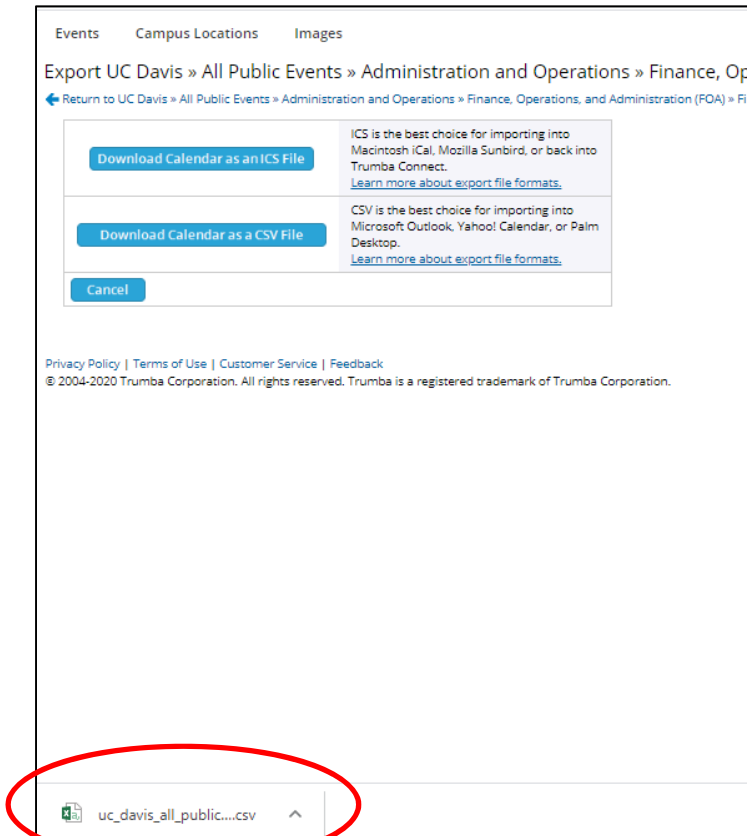 Events Campus Locations Images
Export UC Davis » All Public Events » Administration and Operations » Finance, Op
Return to UC Davis » All Public Events » Administration and Operations » Finance, Operations, and Administration (FOA) » Fi
Download Calendar as an ICS File
ICS is the best choice for importing into
Macintosh iCal, Mozilla Sunbird, or back into
Trumba Connect.
Learn more about export file formats.
Download Calendar as a CSV File
CSV is the best choice for importing into
Microsoft Outlook, Yahoo! Calendar, or Palm
Desktop.
Learn more about export file formats.
Cancel
Privacy Policy | Terms of Use | Customer Service | Feedback
© 2004-2020 Trumba Corporation. All rights reserved. Trumba is a registered trademark of Trumba Corporation.
uc_davis_all_public....csv